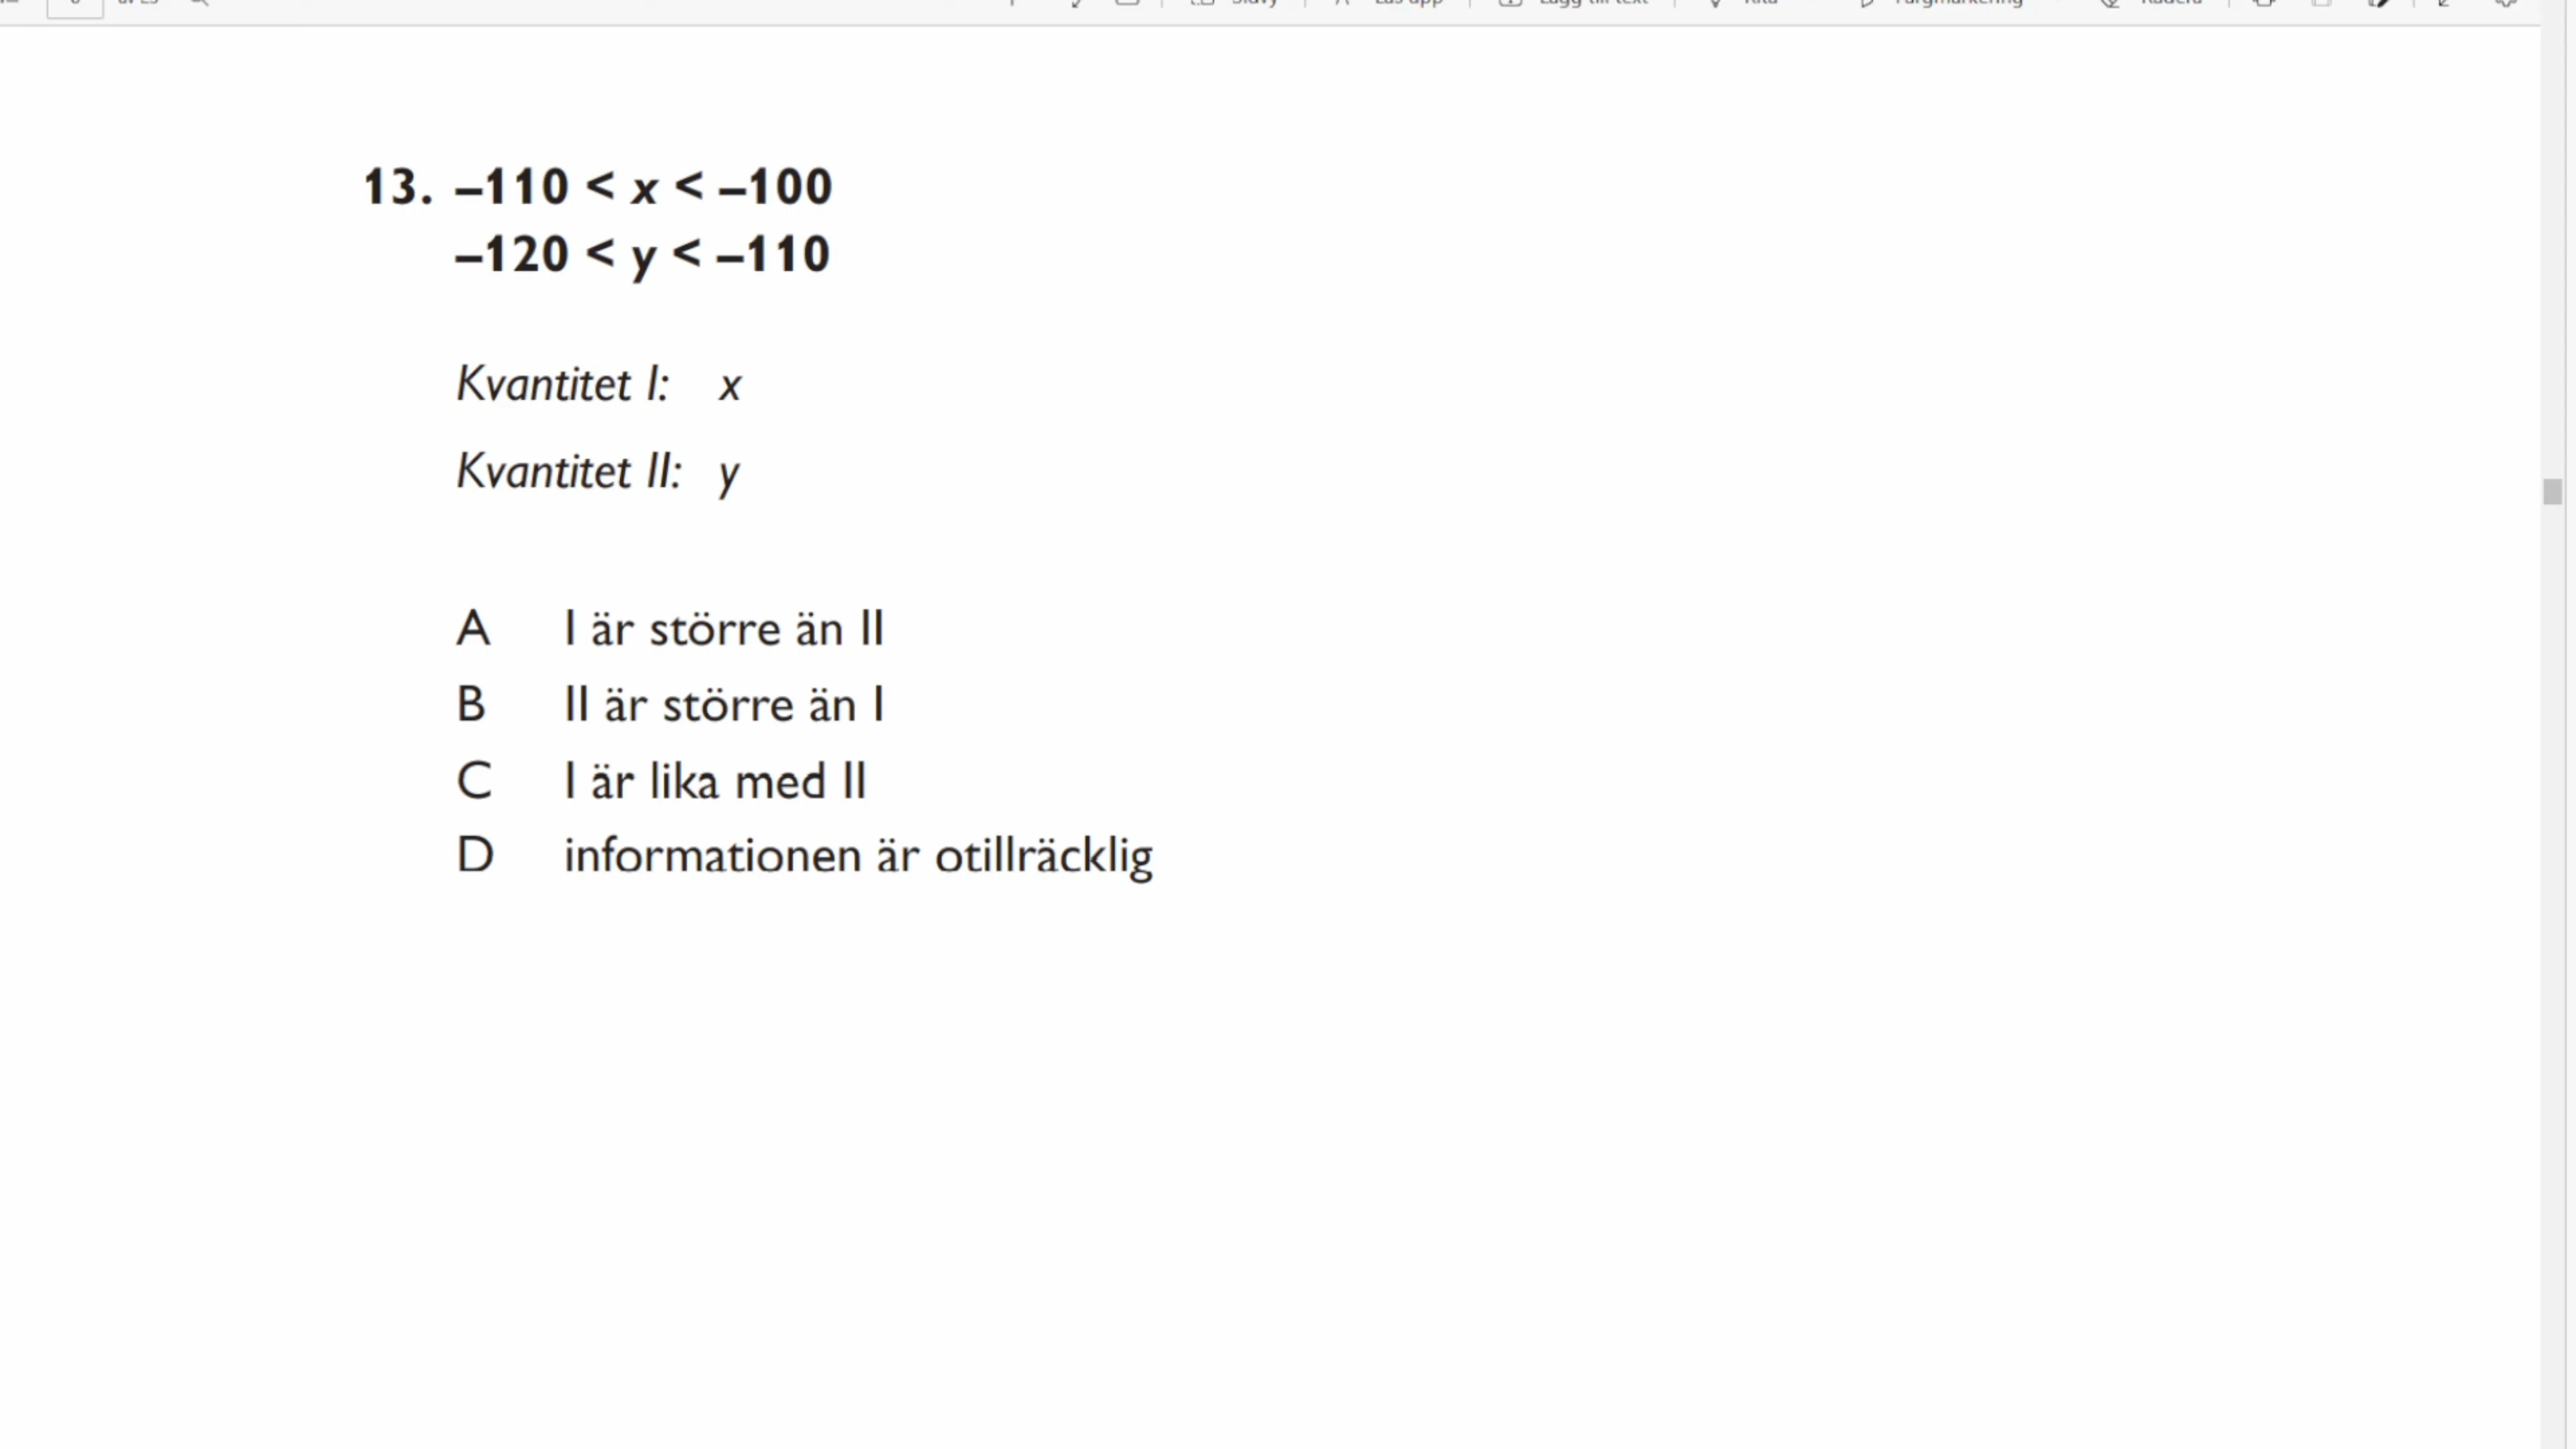 13. –110 < x < –100
–120 < y < –110
Kvantitet I: x
Kvantitet II: y
A I är större än II
B II är större än I
C I är lika med II
D informationen är otillräcklig